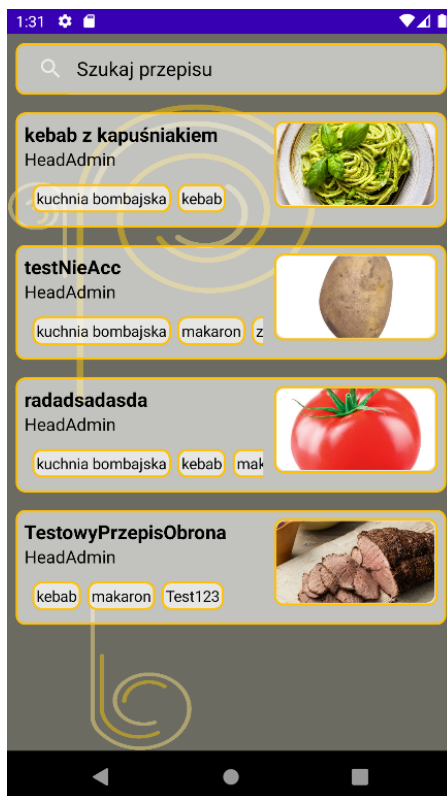 1:31
Szukaj przepisu
kebab z kapuśniakiem
HeadAdmin
kuchnia bombajska kebab
testNieAcc
HeadAdmin
kuchnia bombajska makaron z
radadsadasda
HeadAdmin
kuchnia bombajska kebab mak
TestowyPrzepisObrona
HeadAdmin
kebab makaron Test123